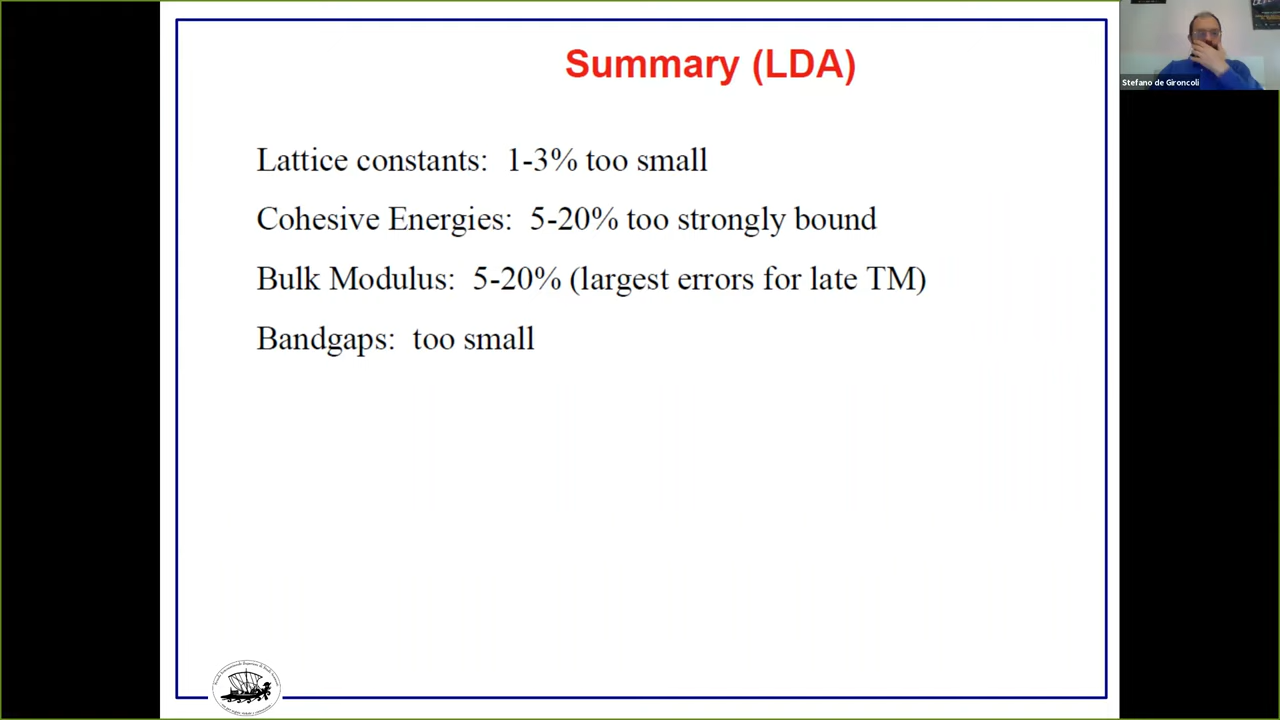 Summary (LDA)
Stefano de Gironcoli
Lattice constants: 1-3% too small
Cohesive Energies: 5-20% too strongly bound
Bulk Modulus: 5-20% (largest errors for late TM)
Bandgaps: too small